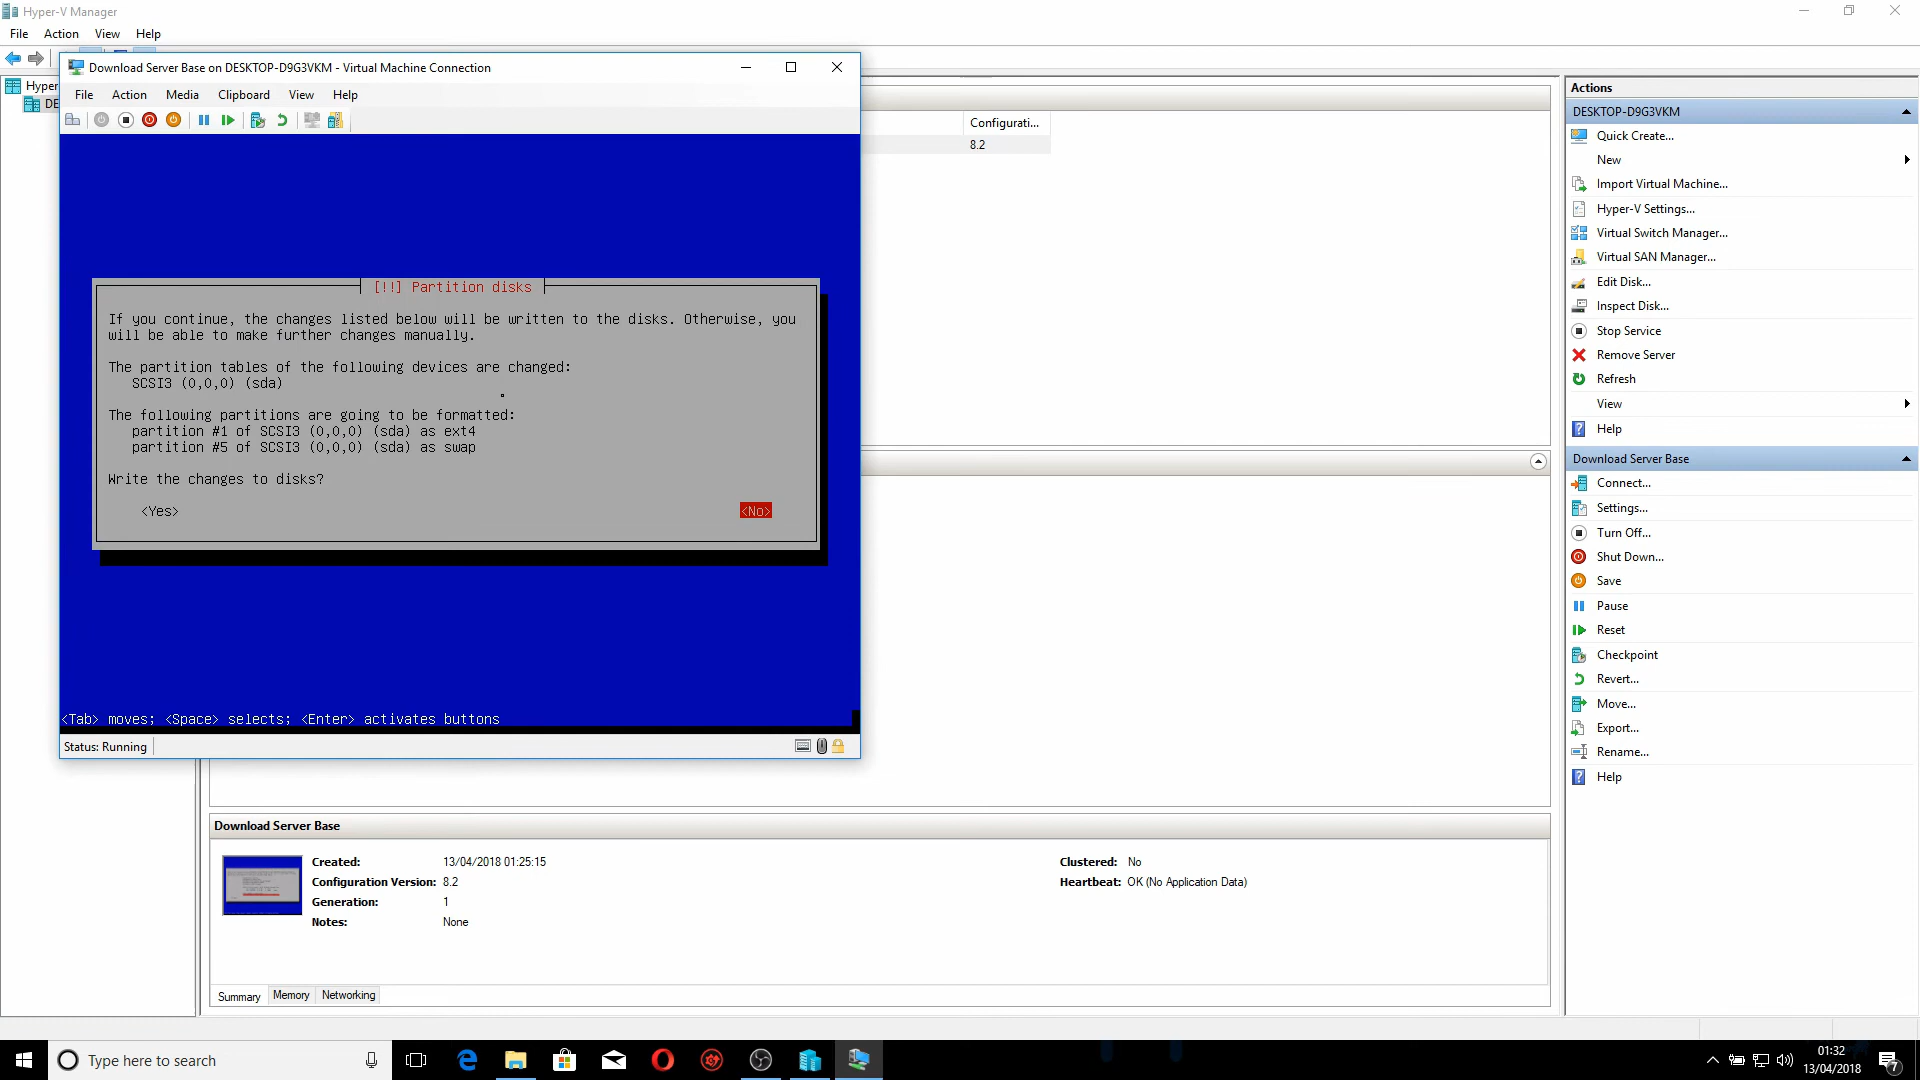 Hyper-V Manager
File Action View Help
Hyper
DE
Download Server Base on DESKTOP-D9G3VKM - Virtual Machine Connection
File Action Media Clipboard View Help
[!!] Partition disks
If you continue, the changes listed below will be written to the disks. Otherwise, you
will be able to make further changes manually.
The partition tables of the following devices are changed:
SCSI3 (0,0,0) (sda)
The following partitions are going to be formatted:
partition #1 of SCSI3 (0,0,0) (sda) as ext4
partition #5 of SCSI3 (0,0,0) (sda) as swap
Write the changes to disks?
<Yes> <No>
<Tab> moves; <Space> selects; <Enter> activates buttons
Status: Running
Configurati...
8.2
Download Server Base
Created: 13/04/2018 01:25:15
Configuration Version: 8.2
Generation: 1
Notes: None
Clustered: No
Heartbeat: OK (No Application Data)
Summary Memory Networking
Actions
DESKTOP-D9G3VKM
Quick Create...
New
Import Virtual Machine...
Hyper-V Settings...
Virtual Switch Manager...
Virtual SAN Manager...
Edit Disk...
Inspect Disk...
Stop Service
Remove Server
Refresh
View
Help
Download Server Base
Connect...
Settings...
Turn Off...
Shut Down...
Save
Pause
Reset
Checkpoint
Revert...
Move...
Export...
Rename...
Help
Type here to search
01:32
13/04/2018
7